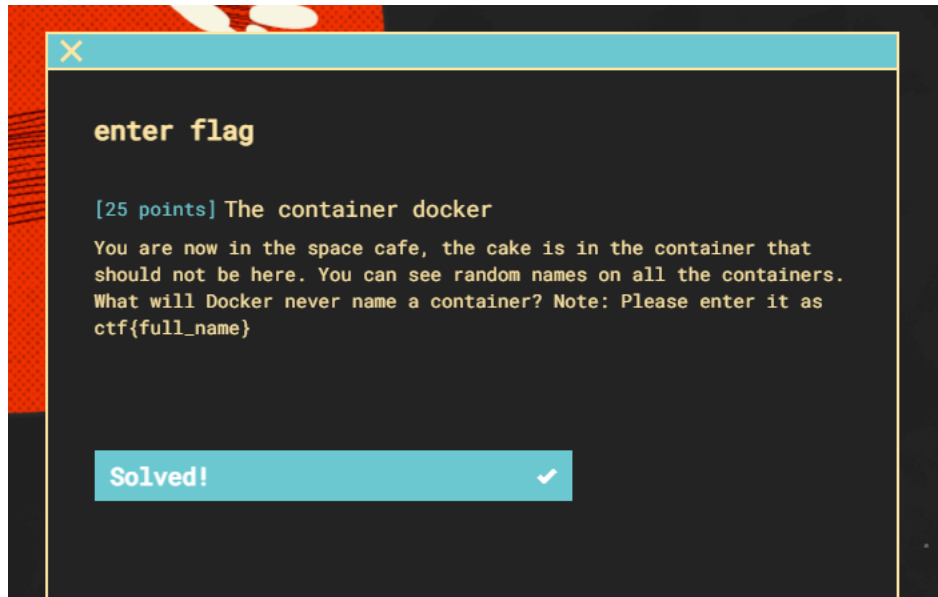 enter flag
[25 points] The container docker
You are now in the space cafe, the cake is in the container that
should not be here. You can see random names on all the containers.
What will Docker never name a container? Note: Please enter it as
ctf{full_name}
Solved!